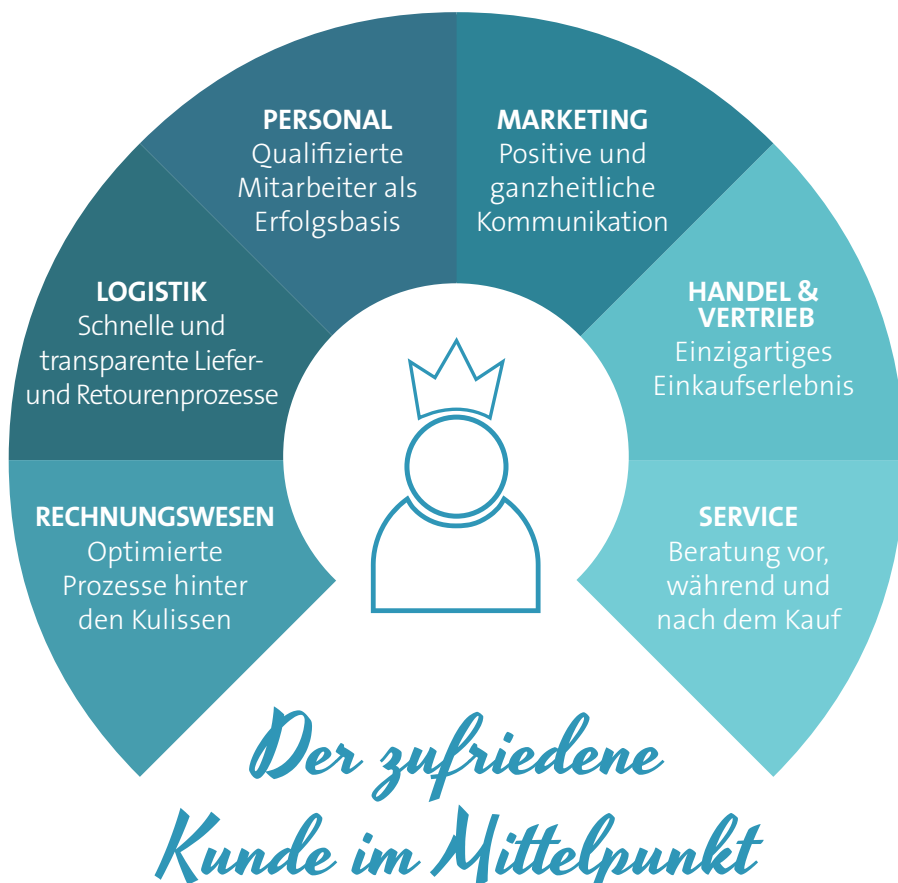 PERSONAL
Qualifizierte
Mitarbeiter als
Erfolgsbasis
MARKETING
Positive und
ganzheitliche
Kommunikation
LOGISTIK
Schnelle und
transparente Liefer-
und Retourenprozesse
HANDEL &
VERTRIEB
Einzigartiges
Einkaufserlebnis
RECHNUNGSWESEN
Optimierte
Prozesse hinter
den Kulissen
SERVICE
Beratung vor,
während und
nach dem Kauf
Der zufriedene
Kunde im Mittelpunkt